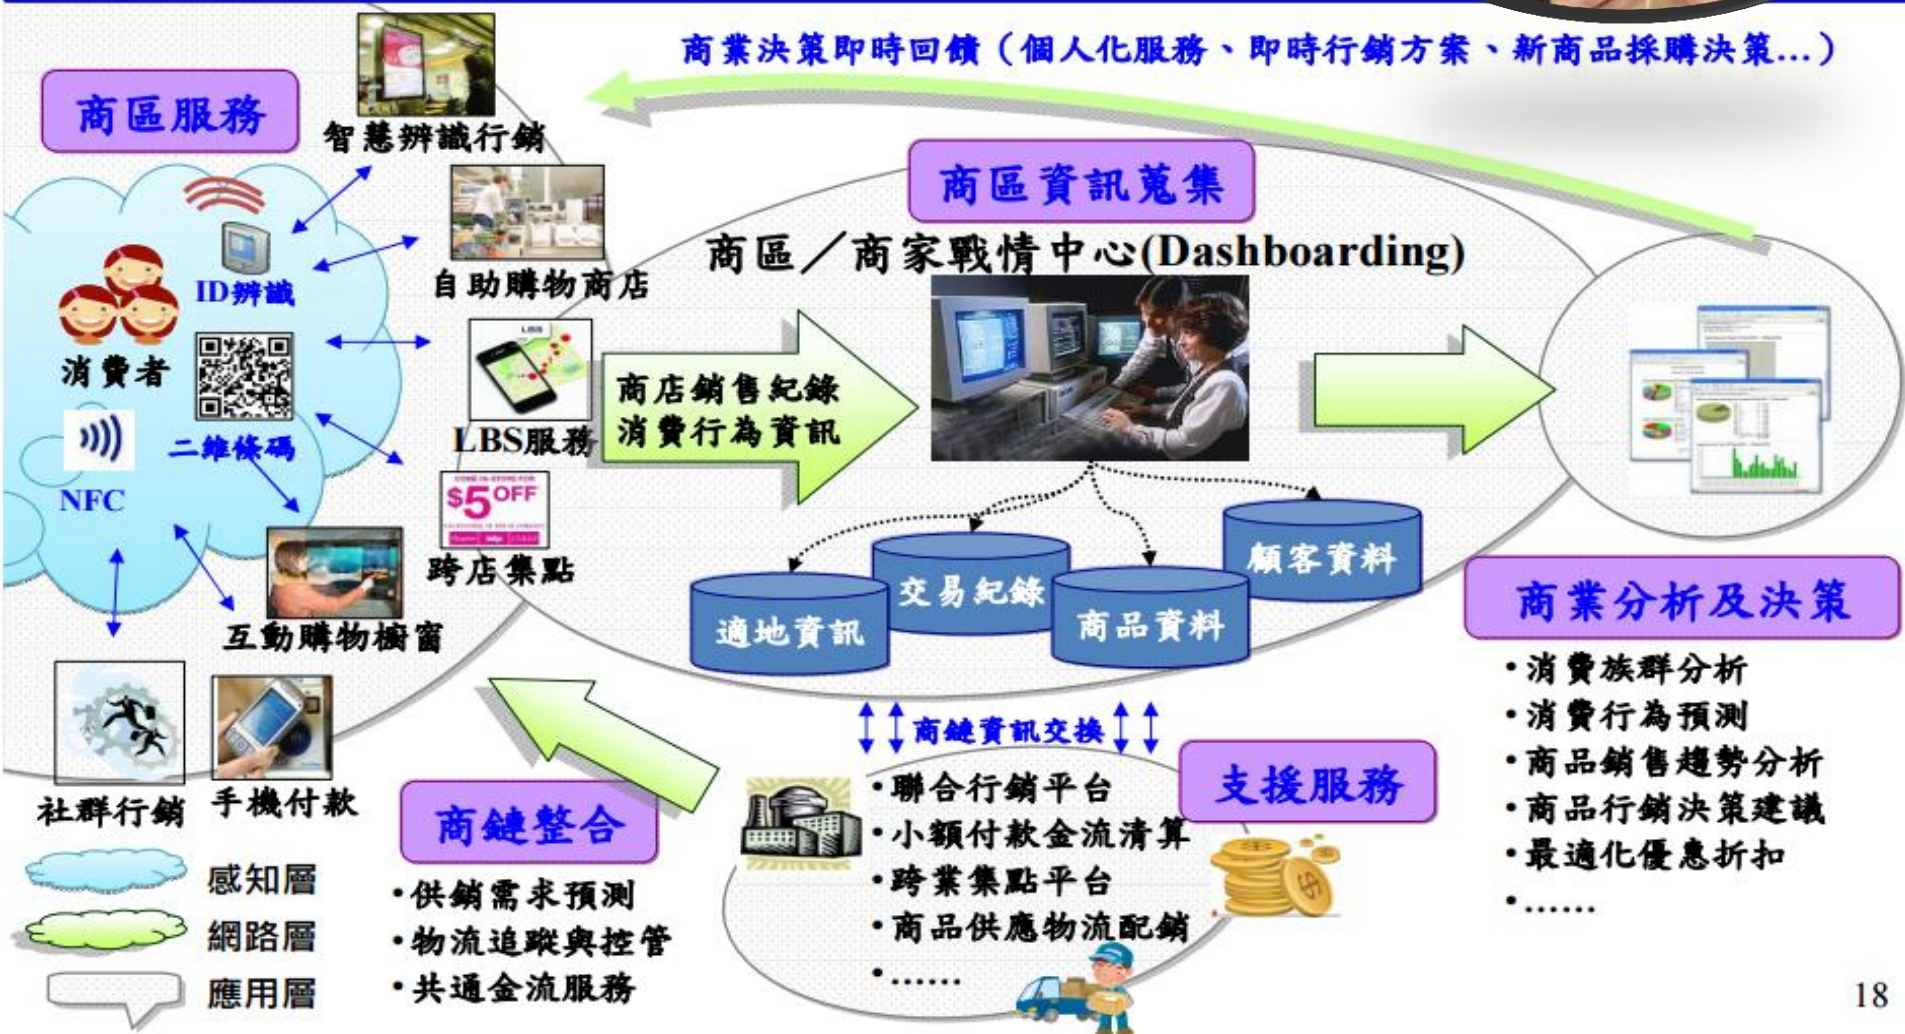 商業決策即時回饋（個人化服務、即時行銷方案、新商品採購決策...）
商區服務
智慧辨識行銷
自助購物商店
ID辨識
消費者
二維條碼
NFC
LBS
LBS服務
$5 OFF
跨店集點
互動購物櫥窗
社群行銷
手機付款
商區資訊蒐集
商區／商家戰情中心(Dashboarding)
商店銷售紀錄
消費行為資訊
適地資訊
交易紀錄
商品資料
顧客資料
商業分析及決策
•消費族群分析
•消費行為預測
•商品銷售趨勢分析
•商品行銷決策建議
•最適化優惠折扣
•……
商鏈資訊交換
支援服務
•聯合行銷平台
•小額付款金流清算
•跨業集點平台
•商品供應物流配銷
•……
商鏈整合
•供銷需求預測
•物流追蹤與控管
•共通金流服務
感知層
網路層
應用層
18